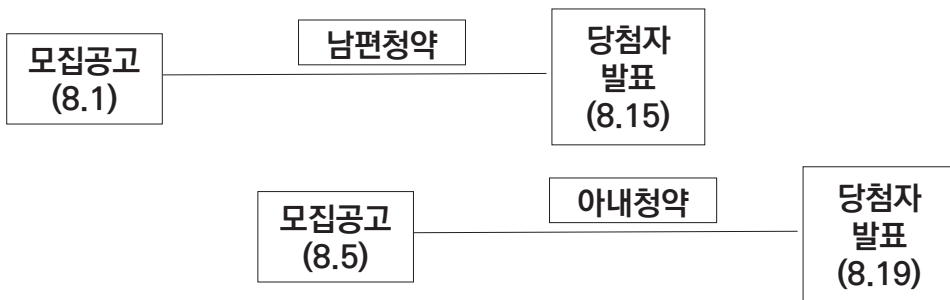 모집공고
(8.1)
남편청약
당첨자
발표
(8.15)
모집공고
(8.5)
아내청약
당첨자
발표
(8.19)